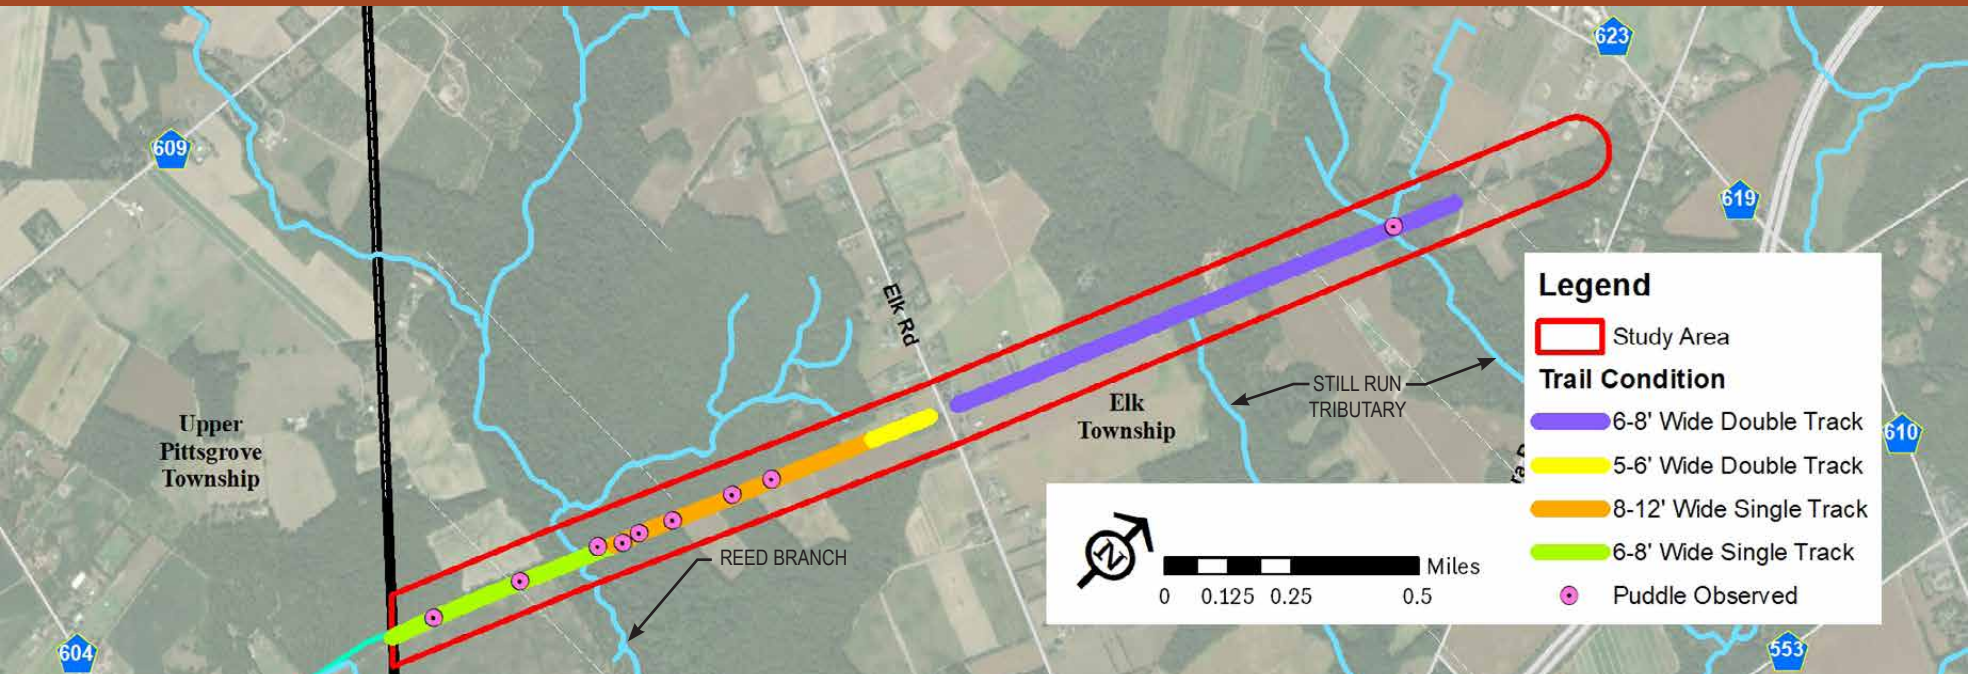 623
609
619
Elk Rd
Legend
Study Area
Trail Condition
6-8' Wide Double Track
5-6' Wide Double Track
8-12' Wide Single Track
6-8' Wide Single Track
Puddle Observed
STILL RUN
TRIBUTARY
Elk
Township
Upper
Pittsgrove
Township
610
REED BRANCH
N
Miles
0 0.125 0.25 0.5
604
553